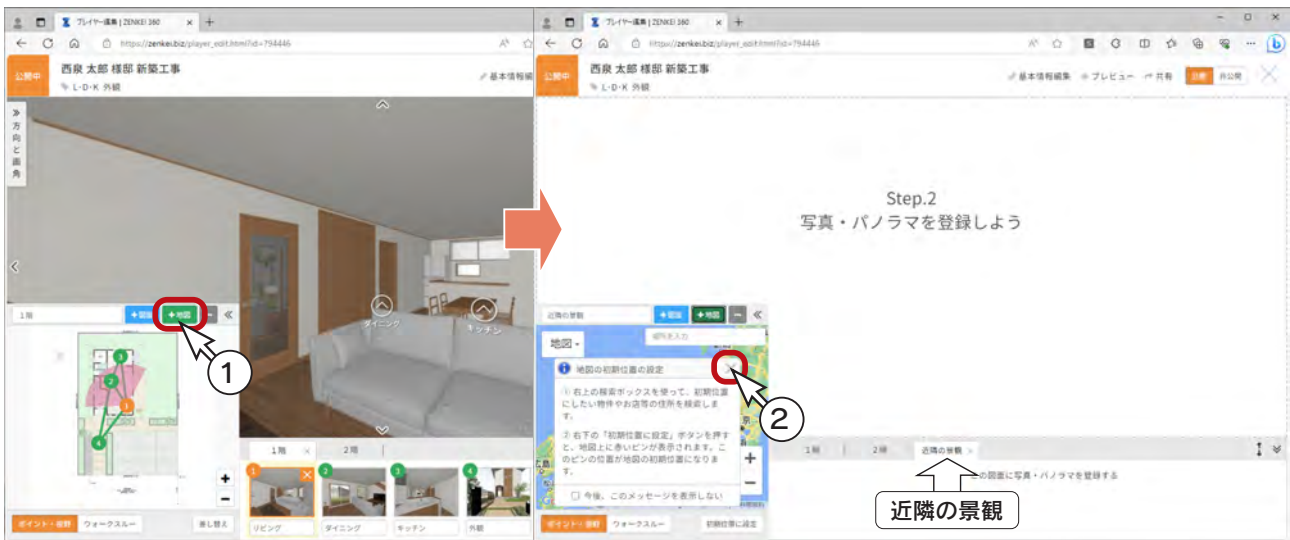 プレイヤー編集 | ZENKEI 360
https://zenkei.biz/player_edit.html?id=794446
公開中
西泉 太郎 様邸 新築工事
L・D・K 外観
基本情報編
方向と画角
ダイニング
キッチン
1階
+図面
+地図
1
3
2
1
4
1階
2階
1
2
3
4
リビング
ダイニング
キッチン
外観
ポイント・視野
ウォークスルー
差し替え
プレイヤー編集 | ZENKEI 360
https://zenkei.biz/player_edit.html?id=794446
公開中
西泉 太郎 様邸 新築工事
L・D・K 外観
基本情報編集
プレビュー
共有
公開
非公開
Step.2
写真・パノラマを登録しよう
近隣の景観
+図面
+地図
地図
場所を入力
地図の初期位置の設定
① 右上の検索ボックスを使って、初期位置
にしたい物件やお店等の住所を検索しま
す。
② 右下の「初期位置に設定」ボタンを押す
と、地図上に赤いピンが表示されます。こ
のピンの位置が地図の初期位置になりま
す。
今後、このメッセージを表示しない
2
1階
2階
近隣の景観
の図面に写真・パノラマを登録する
近隣の景観
ポイント・視野
ウォークスルー
初期位置に設定